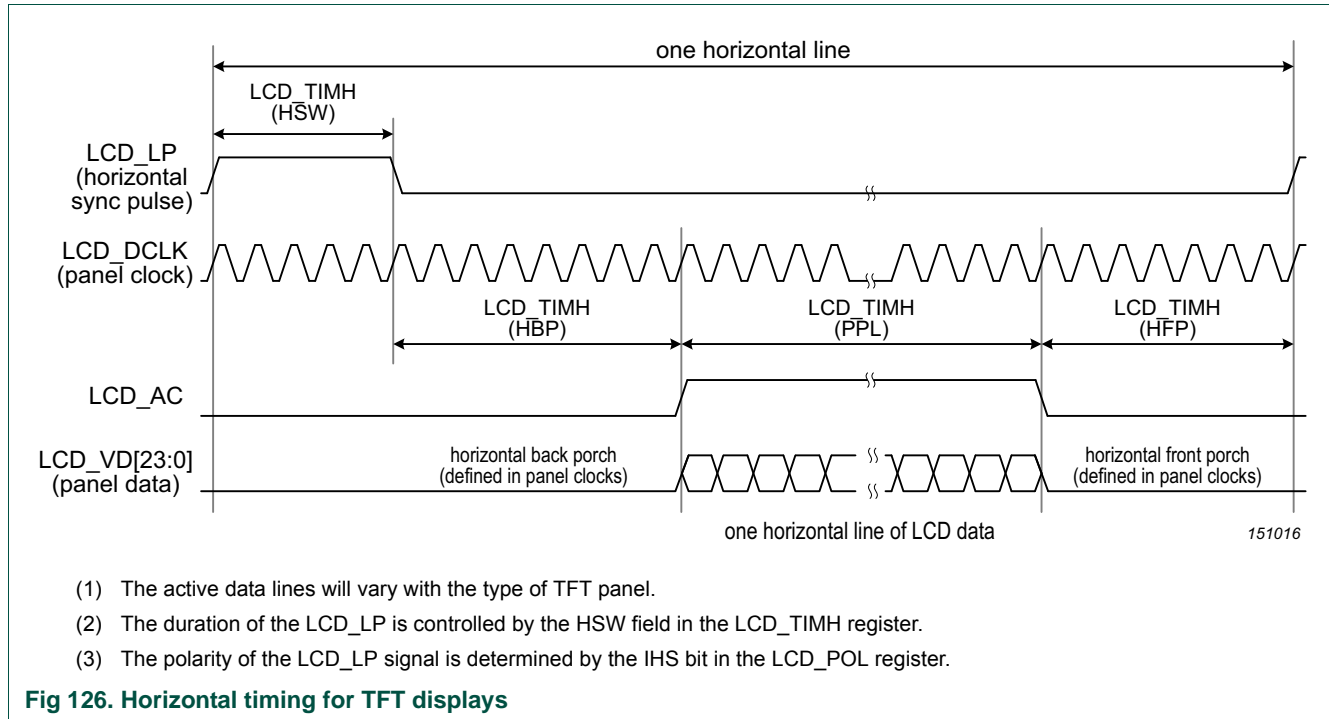 one horizontal line
LCD_TIMH
(HSW)
LCD_LP
(horizontal
sync pulse)
LCD_DCLK
(panel clock)
LCD_TIMH
(HBP)
LCD_TIMH
(PPL)
LCD_TIMH
(HFP)
LCD_AC
LCD_VD[23:0]
(panel data)
horizontal back porch
(defined in panel clocks)
horizontal front porch
(defined in panel clocks)
one horizontal line of LCD data
151016
(1) The active data lines will vary with the type of TFT panel.
(2) The duration of the LCD_LP is controlled by the HSW field in the LCD_TIMH register.
(3) The polarity of the LCD_LP signal is determined by the IHS bit in the LCD_POL register.
Fig 126. Horizontal timing for TFT displays